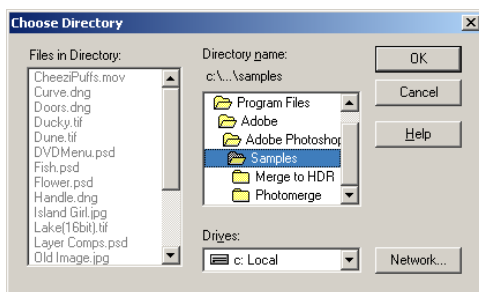 Choose Directory
Files in Directory:
CheeziPuffs.mov
Curve.dng
Doors.dng
Ducky.tif
Dune.tif
DVDMenu.psd
Fish.psd
Flower.psd
Handle.dng
Island Girl.jpg
Lake(16bit).tif
Layer Comps.psd
Old Image.jpg
Directory name:
c:\...\samples
Program Files
Adobe
Adobe Photoshop
Samples
Merge to HDR
Photomerge
Drives:
c: Local
OK
Cancel
Help
Network...